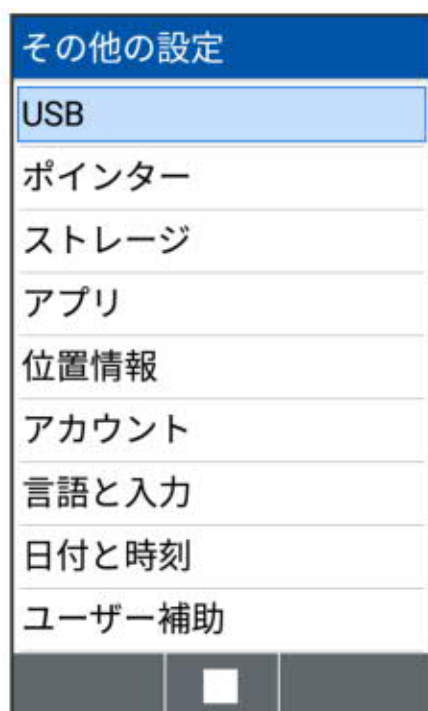 その他の設定
USB
ポインター
ストレージ
アプリ
位置情報
アカウント
言語と入力
日付と時刻
ユーザー補助